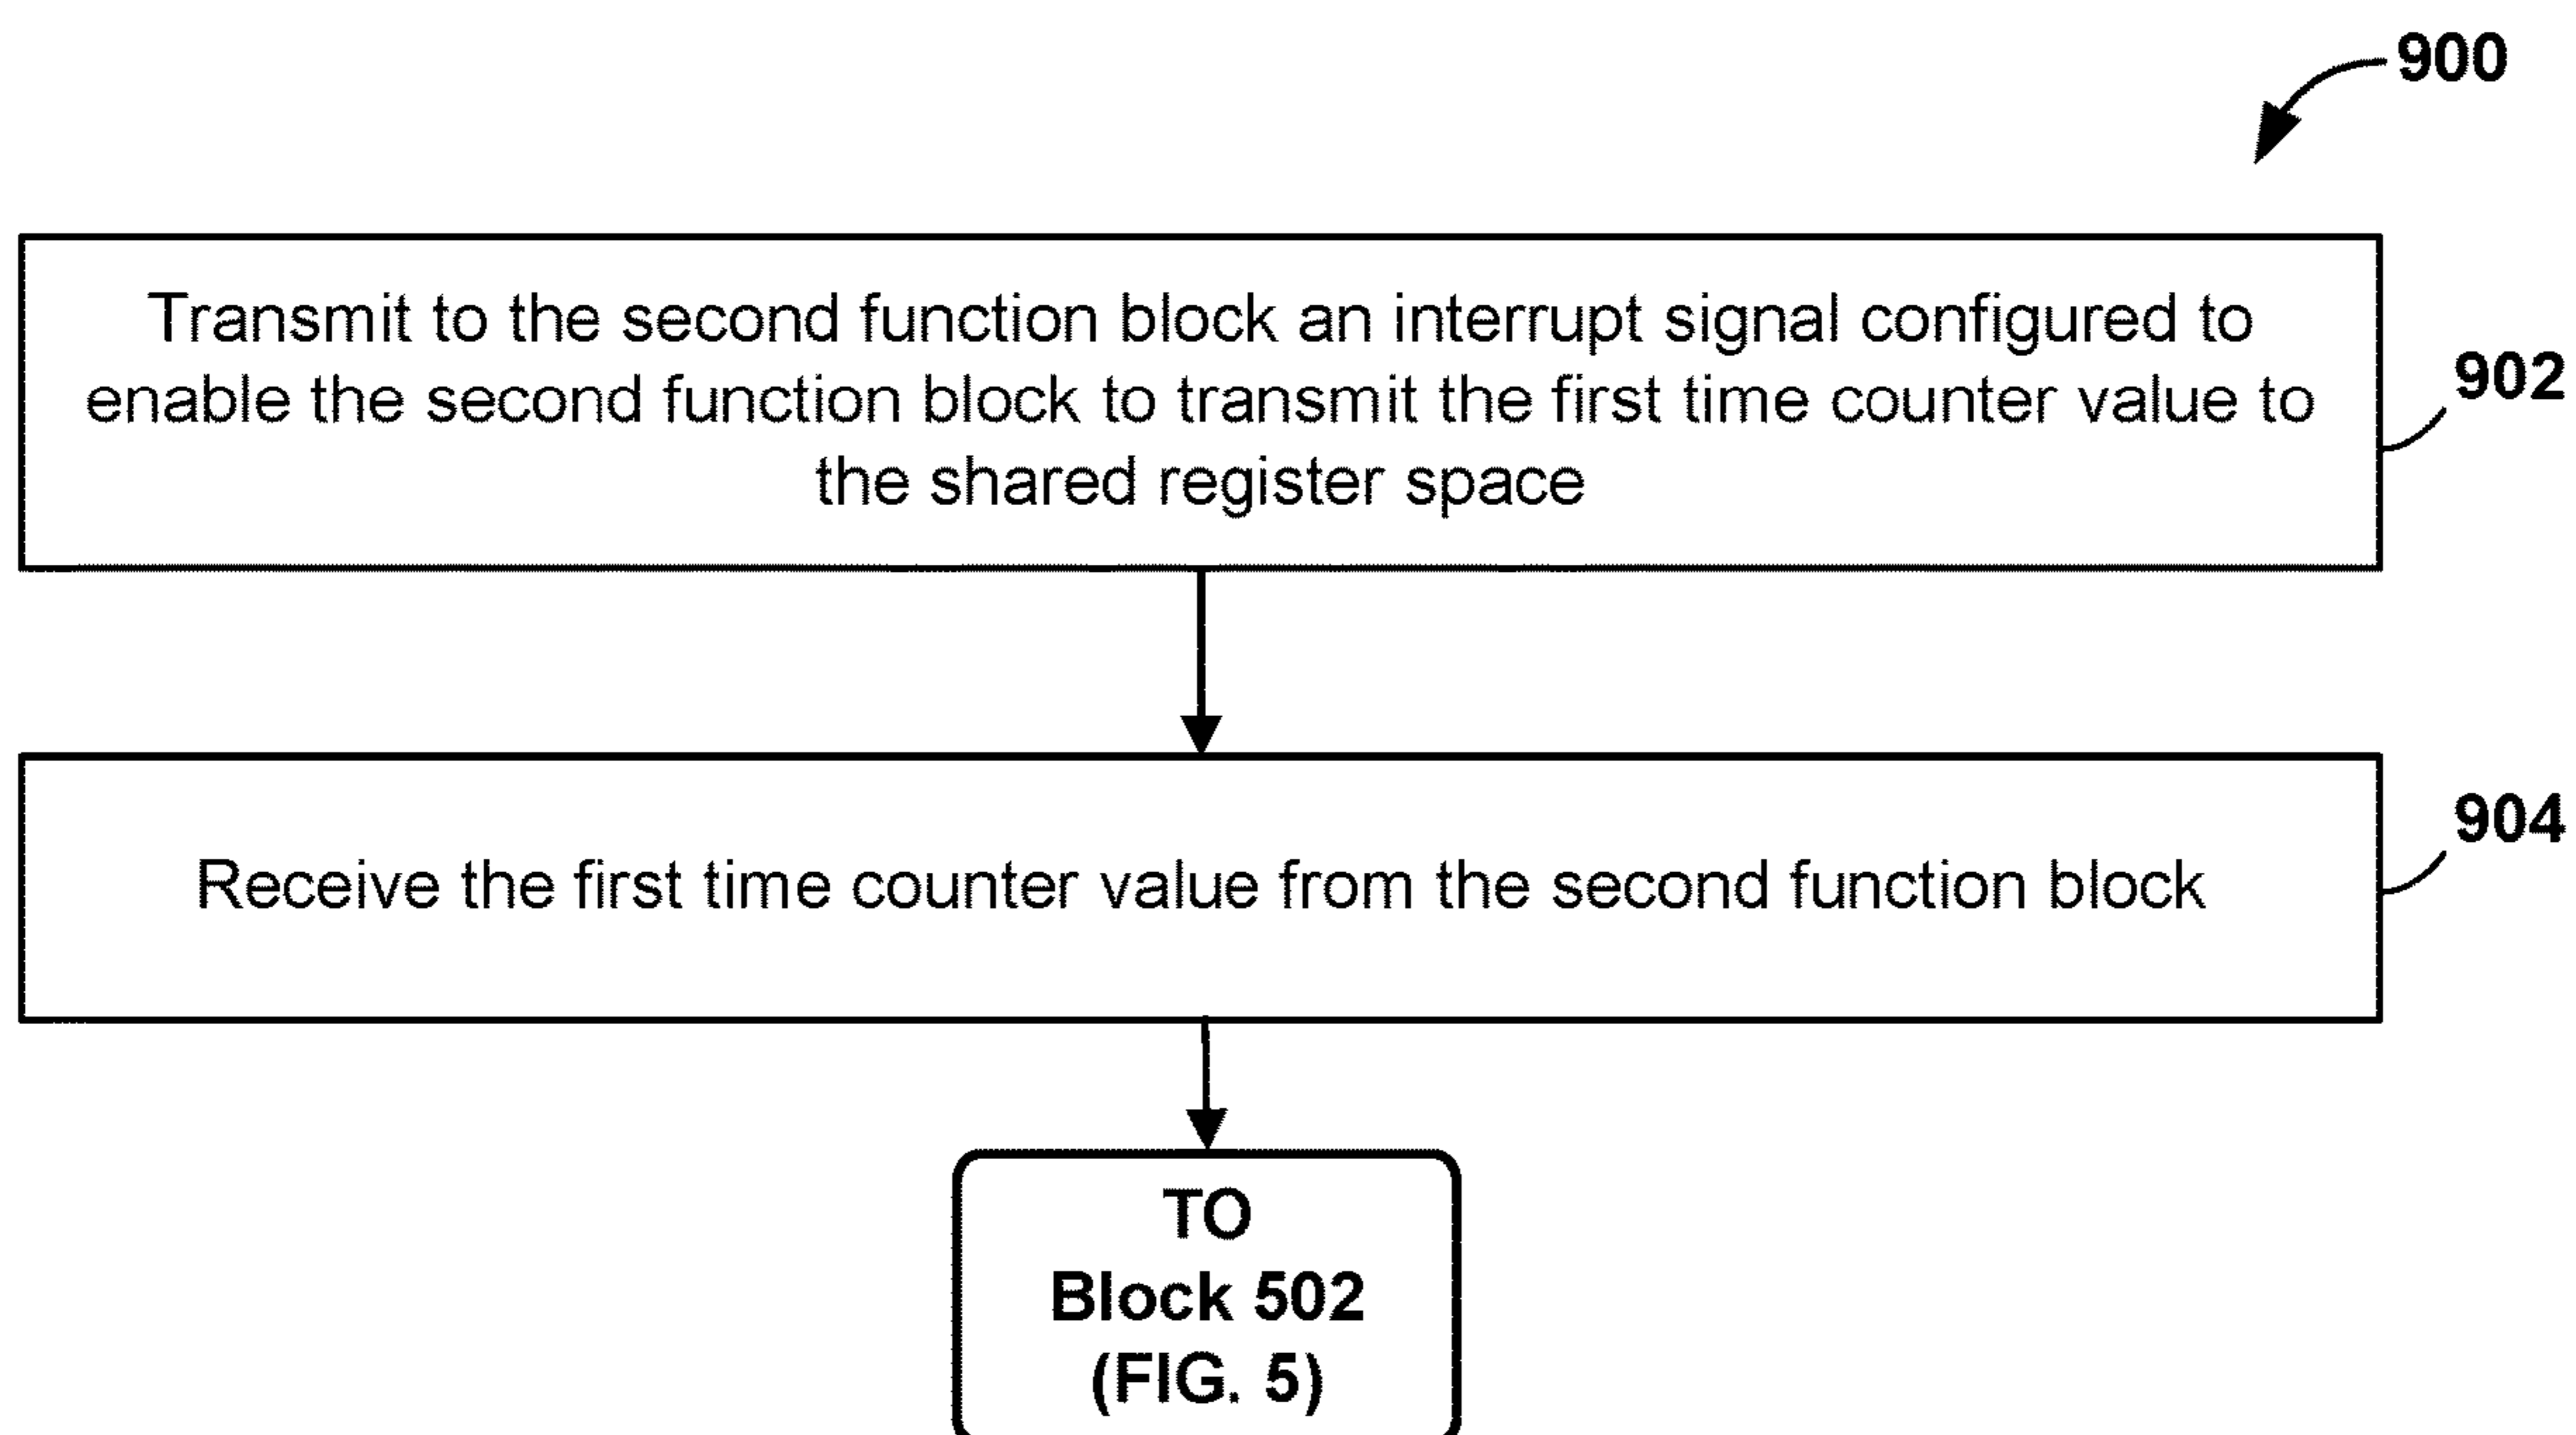 900
Transmit to the second function block an interrupt signal configured to
enable the second function block to transmit the first time counter value to
the shared register space
902
Receive the first time counter value from the second function block
904
TO
Block 502
(FIG. 5)